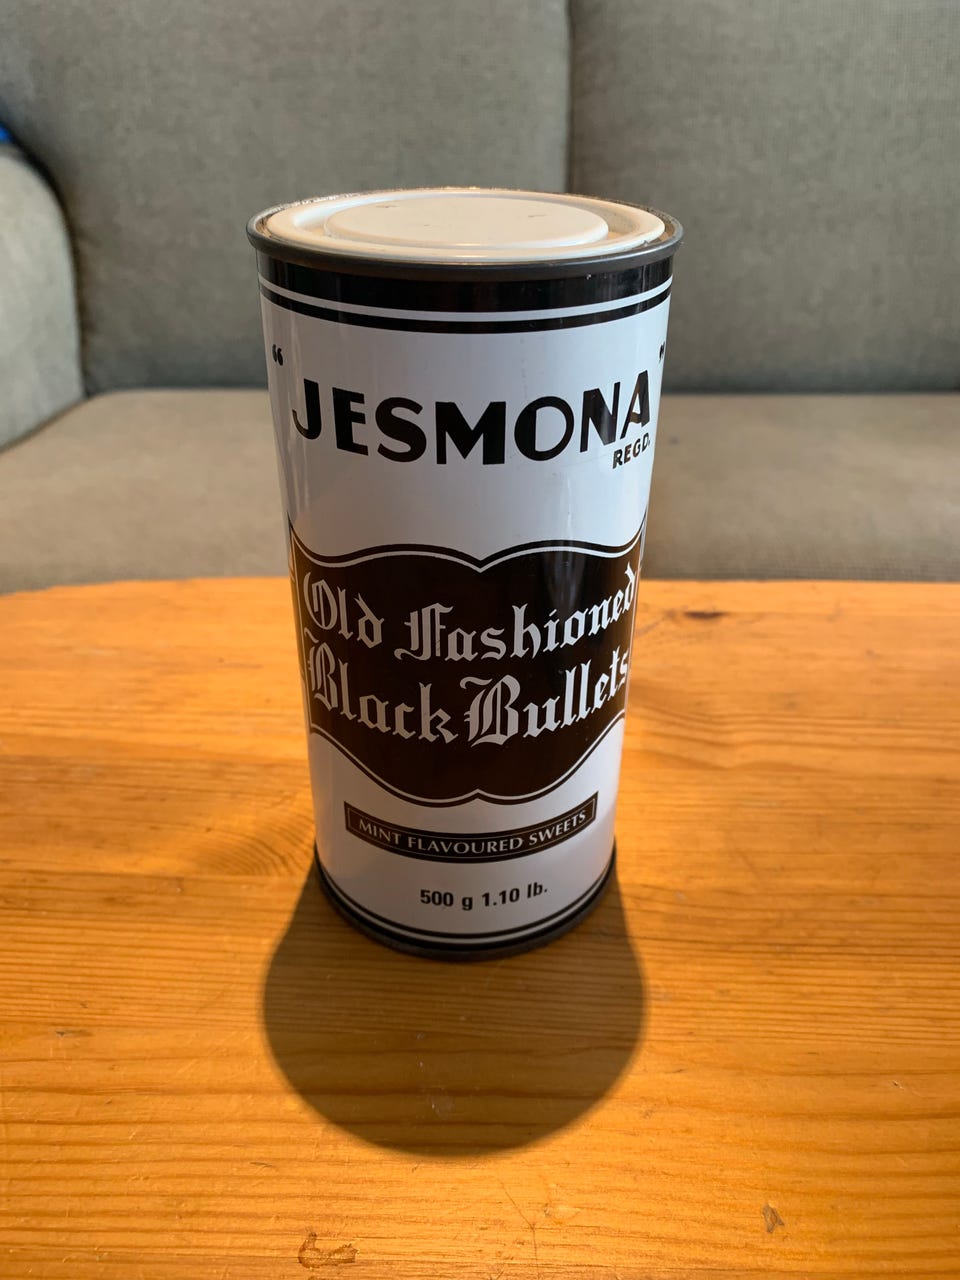 "JESMONA"
REGD.
Old Fashioned
Black Bullets
MINT FLAVOURED SWEETS
500 g 1.10 lb.